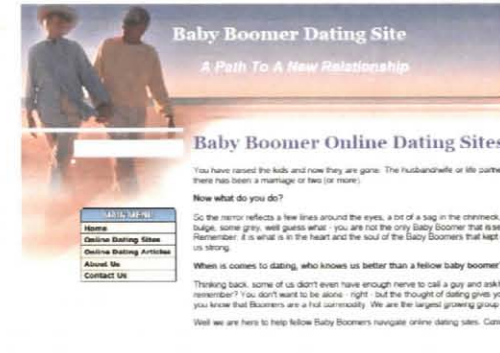 Baby Boomer Dating Site
A Path To A New Relationship
Baby Boomer Online Dating Sites
You have raised the kids and now they are gone. The husband/wife or life
there has been a marriage or two (or more).
Now what do you do?
So the mirror reflects a few lines around the eyes, a bit of a sag in the
bulge, some grey, well guess what - you are not the only Baby Boomer that is
Remember, it is what is in the heart and the soul of the Baby Boomers that kept
us strong.
MAIN MENU
Home
Online Dating Sites
Online Dating Articles
About Us
Contact Us
When is comes to dating, who knows us better than a fellow baby boomer
Thinking back, some of us didn't even have enough nerve to call a guy and
remember? You don't want to be alone - right - but the thought of dating gives
you know that Boomers are a hot commodity. We are the largest growing group
Well we are here to help fellow Baby Boomers navigate online dating sites.